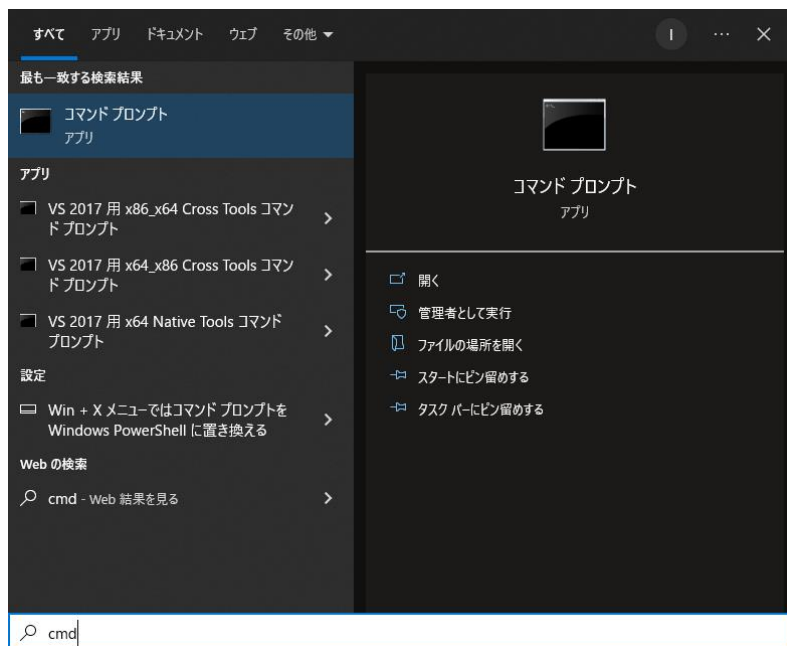 すべて アプリ ドキュメント ウェブ その他 I ... ×
最も一致する検索結果
コマンド プロンプト
アプリ
アプリ
VS 2017 用 x86_x64 Cross Tools コマン
ド プロンプト
VS 2017 用 x64_x86 Cross Tools コマン
ド プロンプト
VS 2017 用 x64 Native Tools コマンド
プロンプト
設定
Win + X メニューではコマンド プロンプトを
Windows PowerShell に置き換える
Web の検索
cmd - Web 結果を見る
コマンド プロンプト
アプリ
開く
管理者として実行
ファイルの場所を開く
スタートにピン留めする
タスク バーにピン留めする
cmd